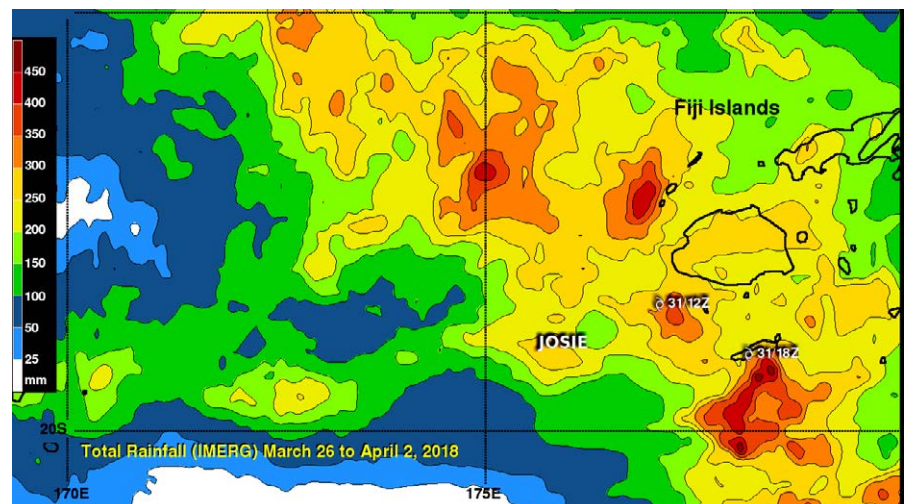 450
400
350
300
250
200
150
100
50
25
mm
Fiji Islands
31/12Z
JOSIE
31/18Z
20S
Total Rainfall (IMERG) March 26 to April 2, 2018
170E
175E